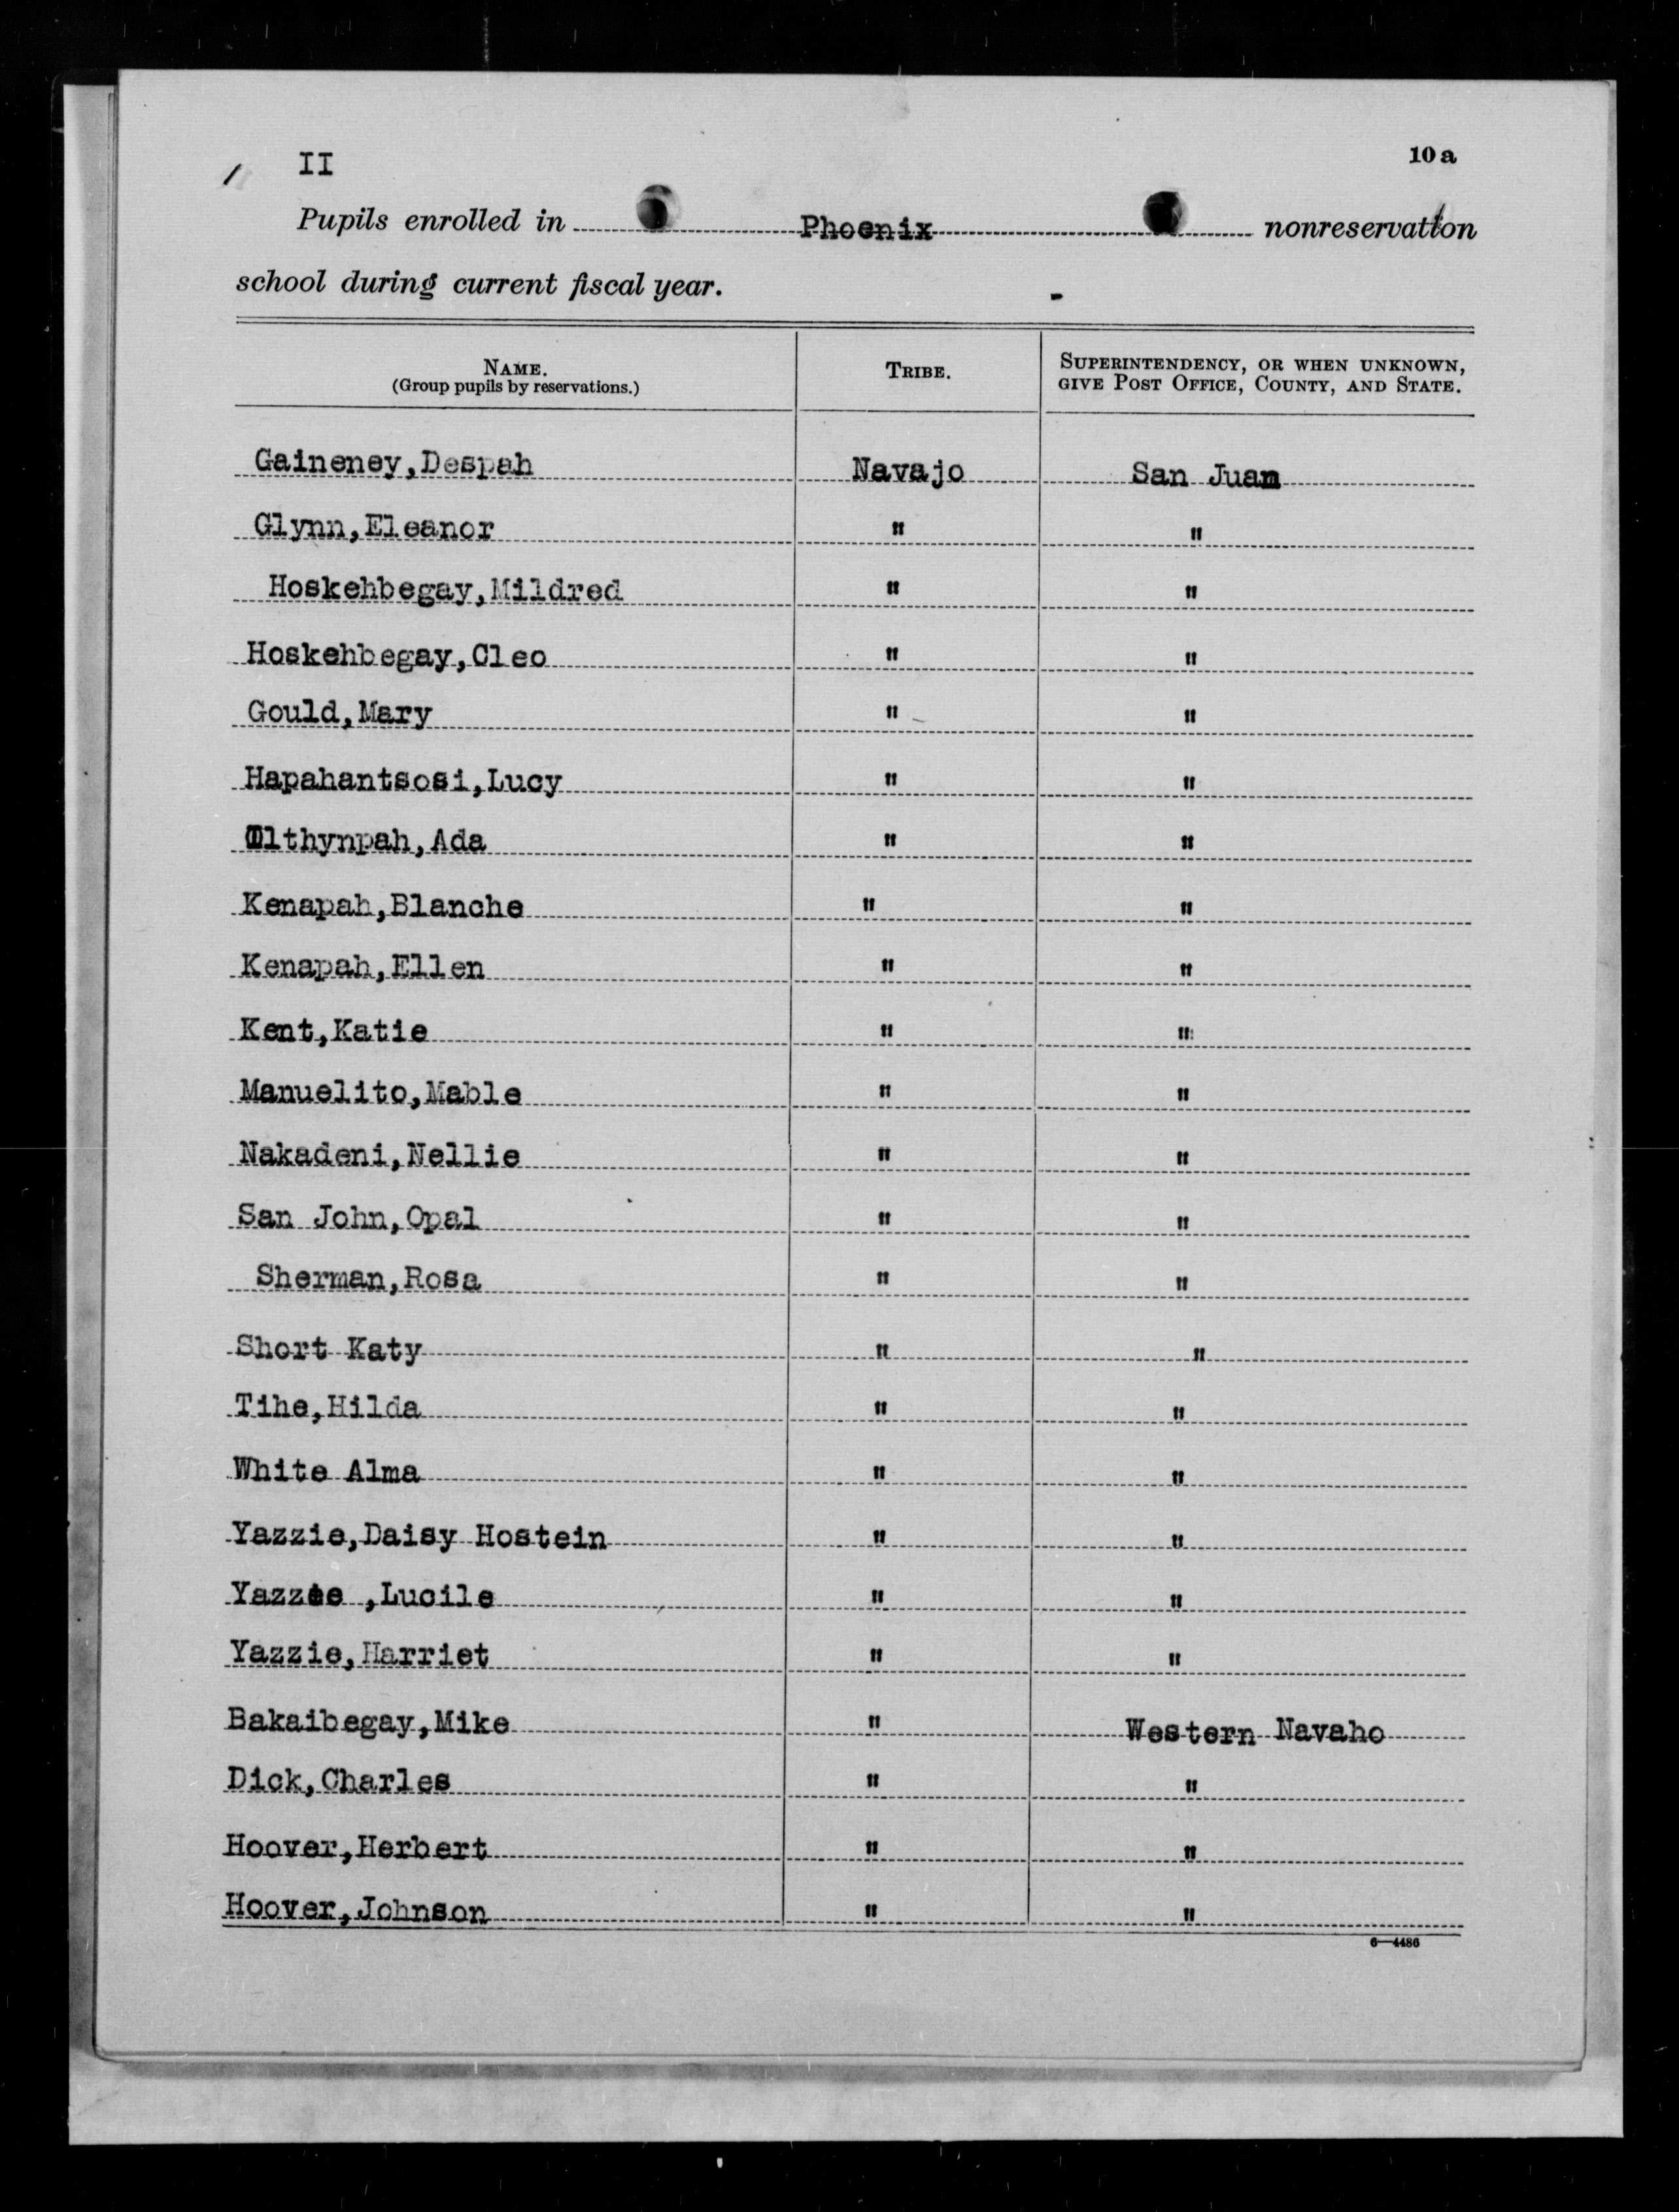 II
10 a
Pupils enrolled in Phoenix nonreservation
school during current fiscal year.
NAME.
(Group pupils by reservations.)
TRIBE.
SUPERINTENDENCY, OR WHEN UNKNOWN,
GIVE POST OFFICE, COUNTY, AND STATE.
Gaineney,Despah Navajo San Juan
Glynn,Eleanor " "
Hoskehbegay,Mildred " "
Hoskehbegay,Cleo " "
Gould,Mary " "
Hapahantsosi,Lucy " "
Ada " "
Kenapah,Blanche " "
Kenapah,Ellen " "
Kent,Katie " "
Manuelito,Mable " "
Nakadeni,Nellie " "
San John,Opal " "
Sherman,Rosa " "
Short Katy " "
Tihe,Hilda " "
White Alma " "
Yazzie,Daisy Hostein " "
Yazzie ,Lucile " "
Yazzie,Harriet " "
Bakaibegay,Mike " Western Navaho
Dick,Charles " "
Hoover,Herbert " "
Hoover,Johnson " "
6—4486